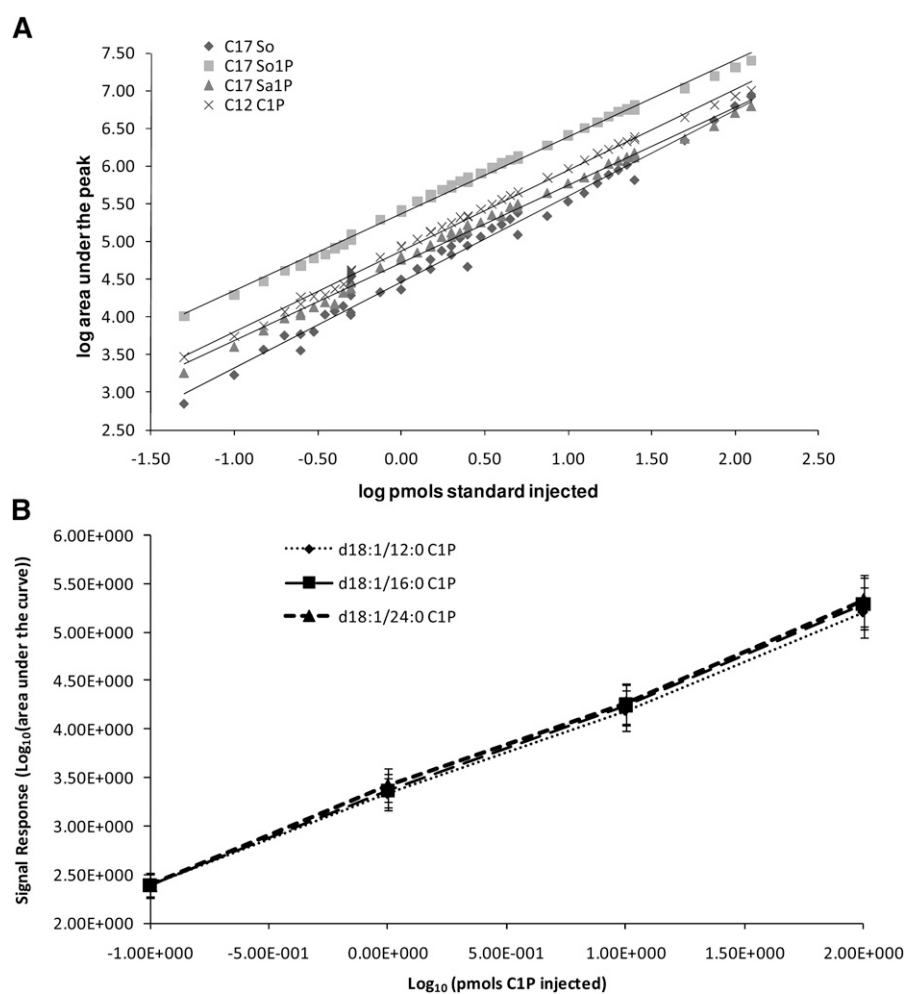 A
C17 So
C17 So1P
C17 Sa1P
C12 C1P
7.50
7.00
6.50
6.00
5.50
5.00
4.50
4.00
3.50
3.00
2.50
log area under the peak
-1.50 -1.00 -0.50 0.00 0.50 1.00 1.50 2.00 2.50
log pmols standard injected
B
d18:1/12:0 C1P
d18:1/16:0 C1P
d18:1/24:0 C1P
6.00E+000
5.50E+000
5.00E+000
4.50E+000
4.00E+000
3.50E+000
3.00E+000
2.50E+000
2.00E+000
Signal Response (Log₁₀(area under the curve))
-1.00E+000 -5.00E-001 0.00E+000 5.00E-001 1.00E+000 1.50E+000 2.00E+000
Log₁₀ (pmols C1P injected)